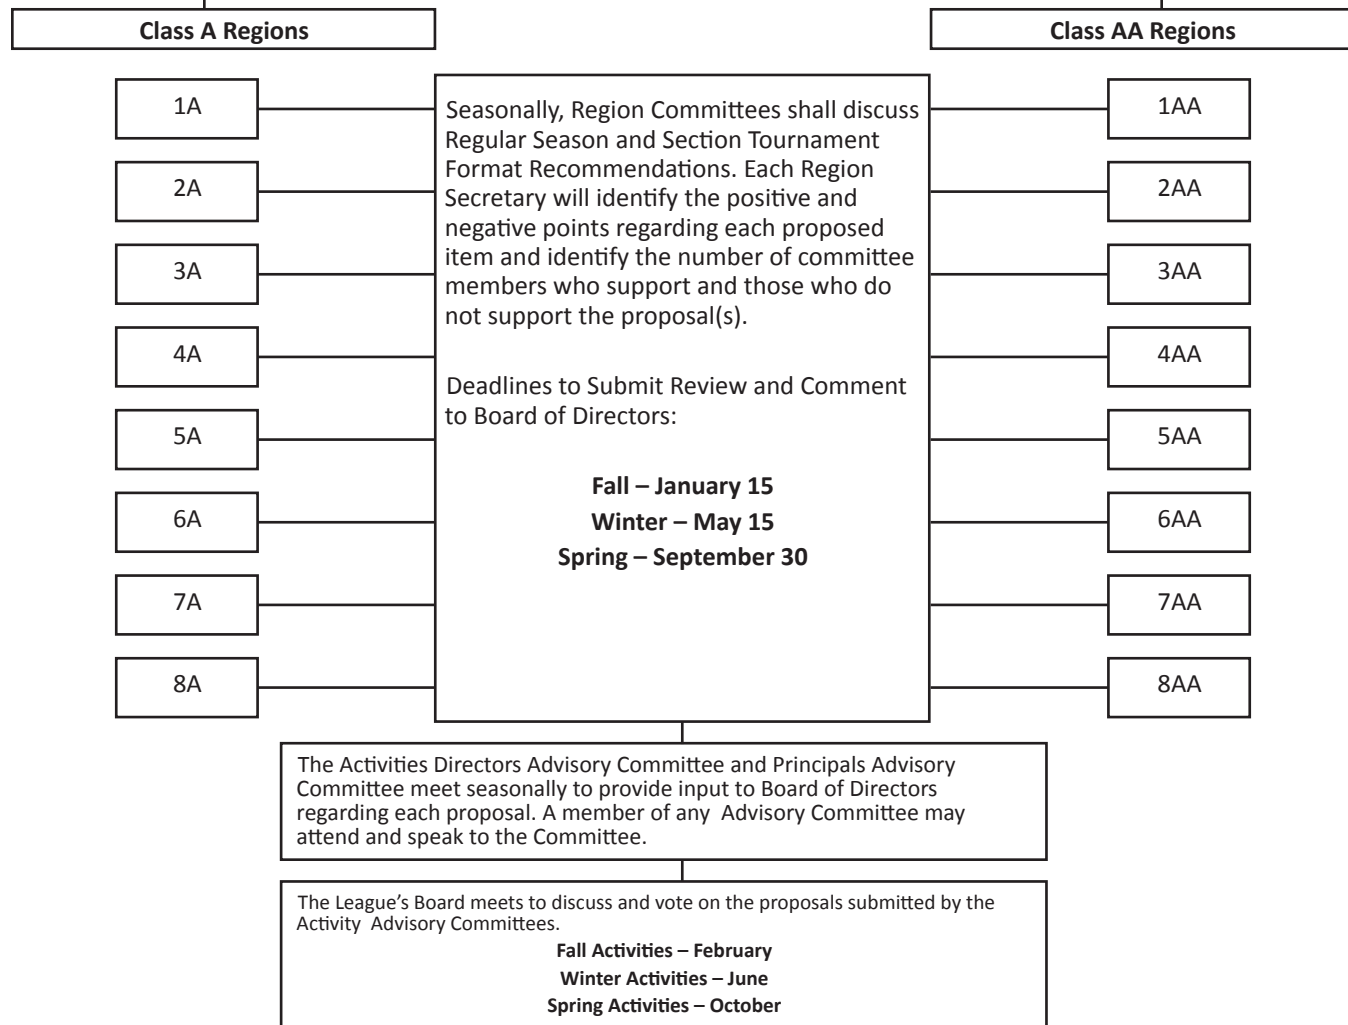 Class A Regions
Class AA Regions
1A
2A
3A
4A
5A
6A
7A
8A
Seasonally, Region Committees shall discuss
Regular Season and Section Tournament
Format Recommendations. Each Region
Secretary will identify the positive and
negative points regarding each proposed
item and identify the number of committee
members who support and those who do
not support the proposal(s).
Deadlines to Submit Review and Comment
to Board of Directors:
Fall – January 15
Winter – May 15
Spring – September 30
1AA
2AA
3AA
4AA
5AA
6AA
7AA
8AA
The Activities Directors Advisory Committee and Principals Advisory
Committee meet seasonally to provide input to Board of Directors
regarding each proposal. A member of any Advisory Committee may
attend and speak to the Committee.
The League’s Board meets to discuss and vote on the proposals submitted by the
Activity Advisory Committees.
Fall Activities – February
Winter Activities – June
Spring Activities – October